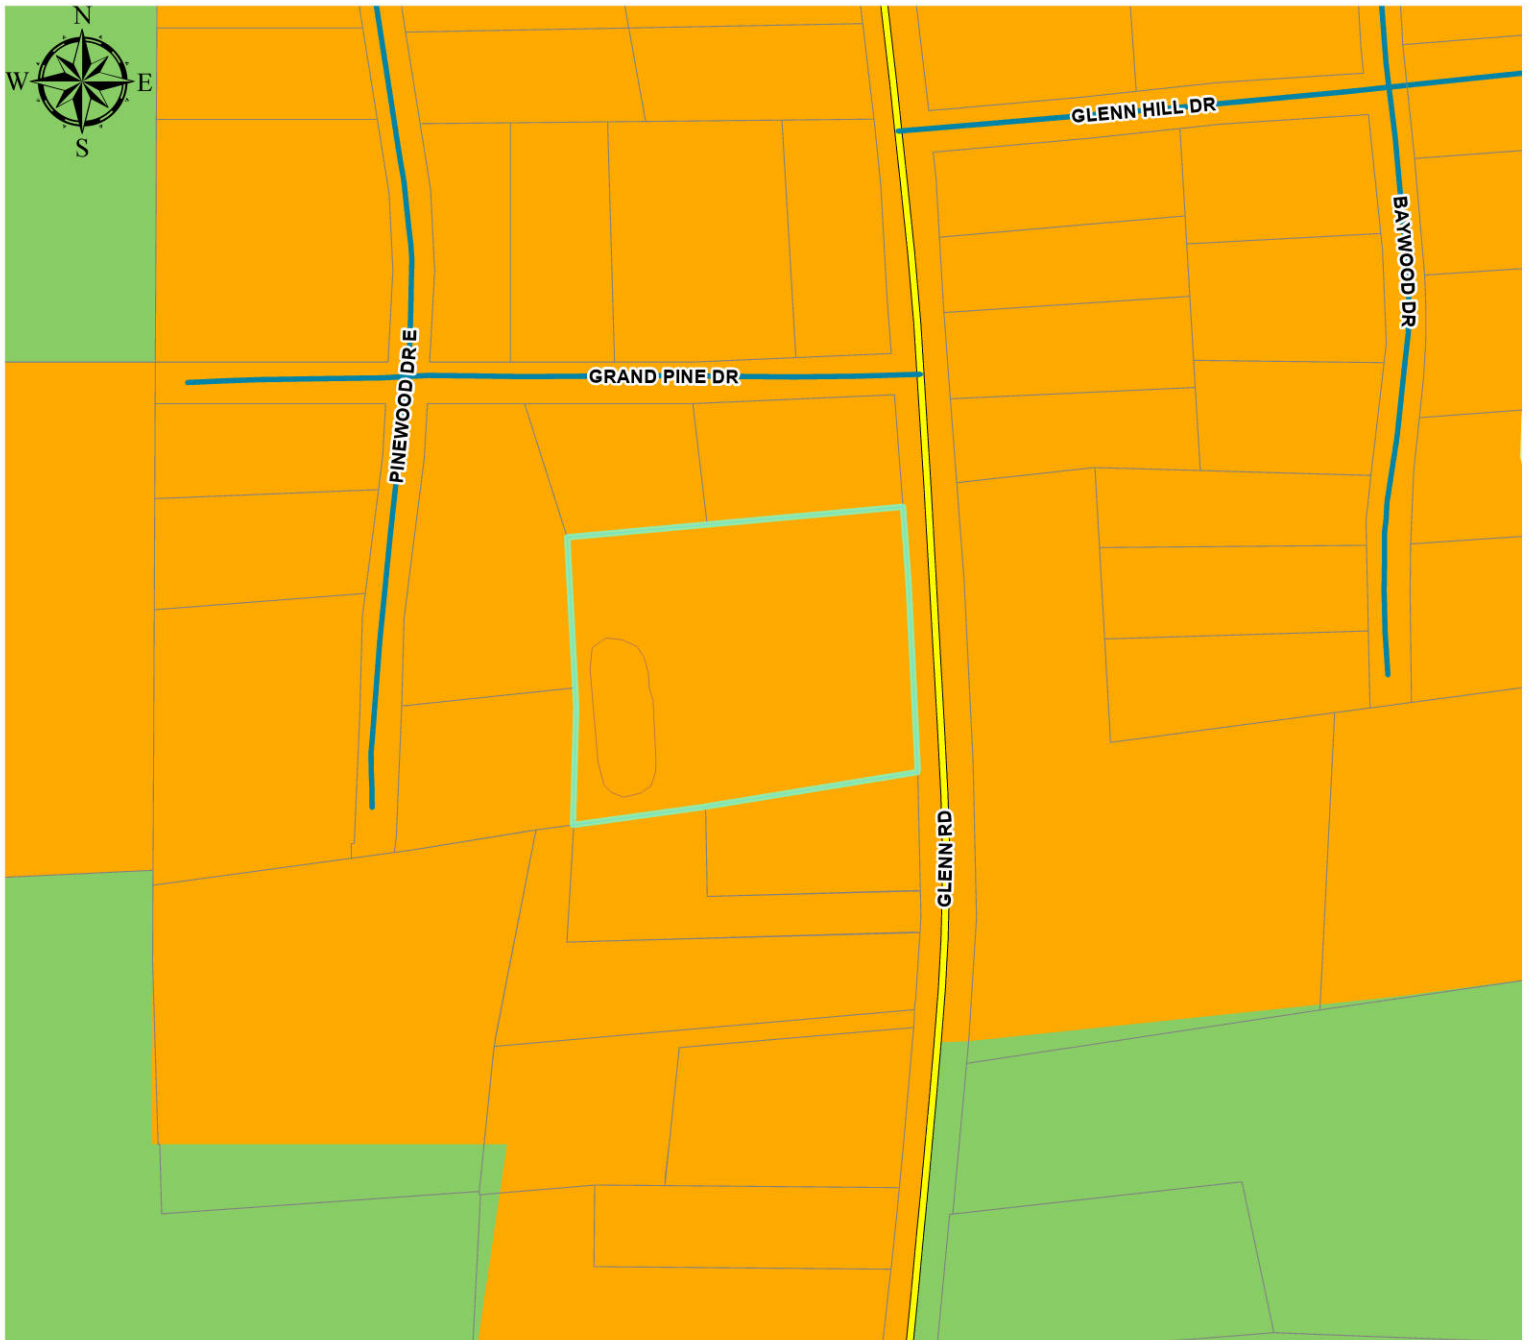 N
W E
S
GLENN HILL DR
BAYWOOD DR
PINEWOOD DR E
GRAND PINE DR
GLENN RD